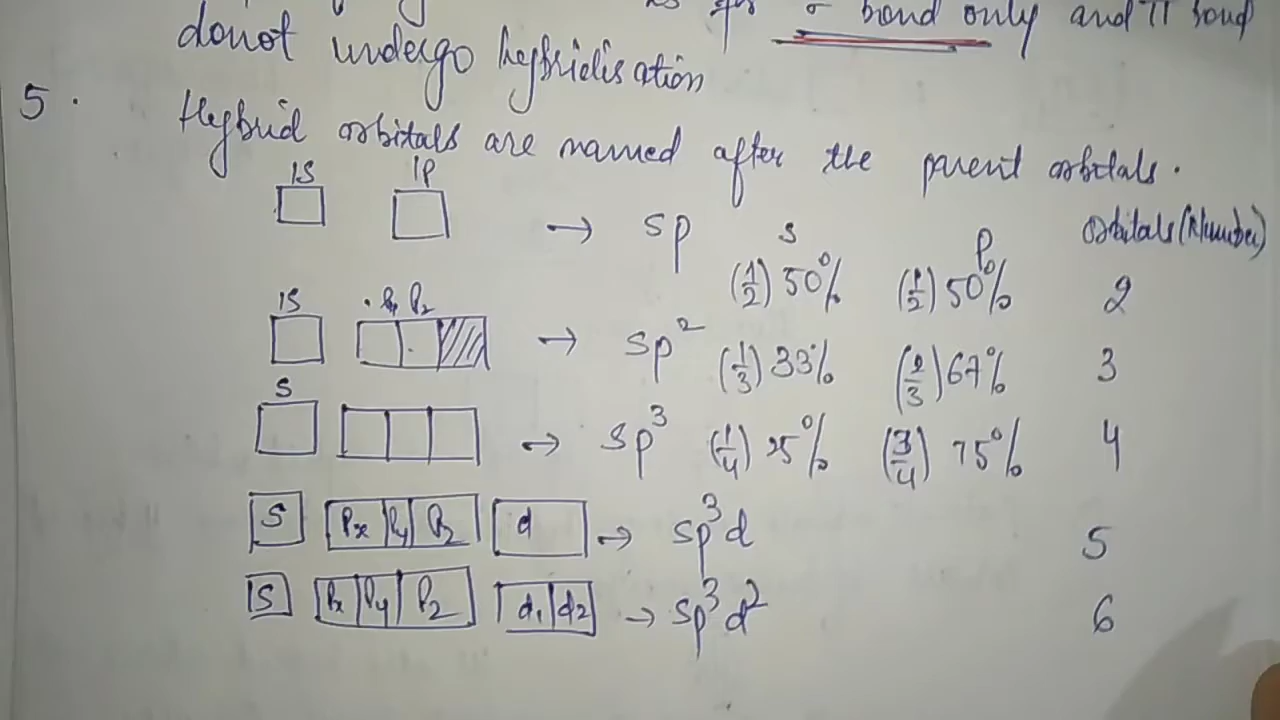 σ bond only and π bond
donot undergo hybridisation
5. Hybrid orbitals are named after the parent orbitals.
1S 1P → sp s p orbitals (Number)
(1/2) 50% (1/2) 50% 2
1S Py Pz → sp² (1/3) 33% (2/3) 67% 3
S → sp³ (1/4) 25% (3/4) 75% 4
S Px Py Pz d → sp³d 5
S Px Py Pz d1 d2 → sp³d² 6